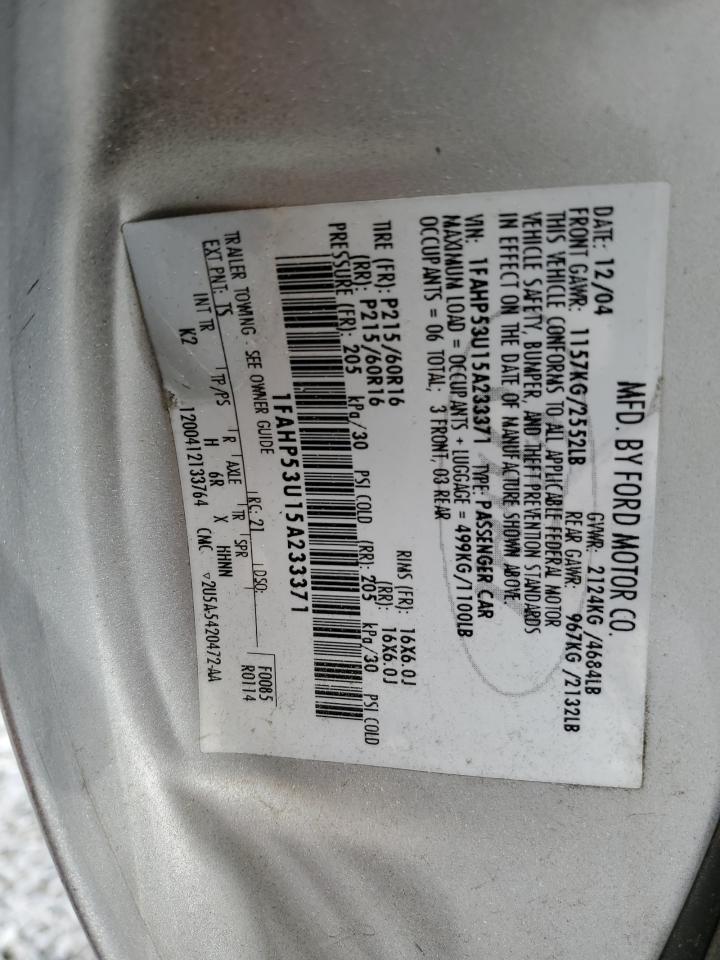 MFD. BY FORD MOTOR CO.
DATE: 12/04 GVWR: 2124KG/4684LB
FRONT GAWR: 1157KG/2552LB REAR GAWR: 967KG/2132LB
THIS VEHICLE CONFORMS TO ALL APPLICABLE FEDERAL MOTOR
VEHICLE SAFETY, BUMPER, AND THEFT PREVENTION STANDARDS
IN EFFECT ON THE DATE OF MANUFACTURE SHOWN ABOVE.
VIN: 1FAHP53U15A233371 TYPE: PASSENGER CAR
MAXIMUM LOAD = OCCUPANTS + LUGGAGE = 499KG/1100LB
OCCUPANTS = 06 TOTAL; 3 FRONT, 03 REAR
TIRE (FR): P215/60R16 RIMS (FR): 16X6.0J
(RR): P215/60R16 (RR): 16X6.0J
PRESSURE (FR): 205 kPa/30 PSI COLD (RR): 205 kPa/30 PSI COLD
1FAHP53U15A233371
TRAILER TOWING - SEE OWNER GUIDE
EXT PNT: TS RC: 21 DSO: F0085
INT TR TP/PS R AXLE TR SPR R0114
K2 H 6R X HHNN
1200412133764 CMC ▽2U5A-5420472-AA